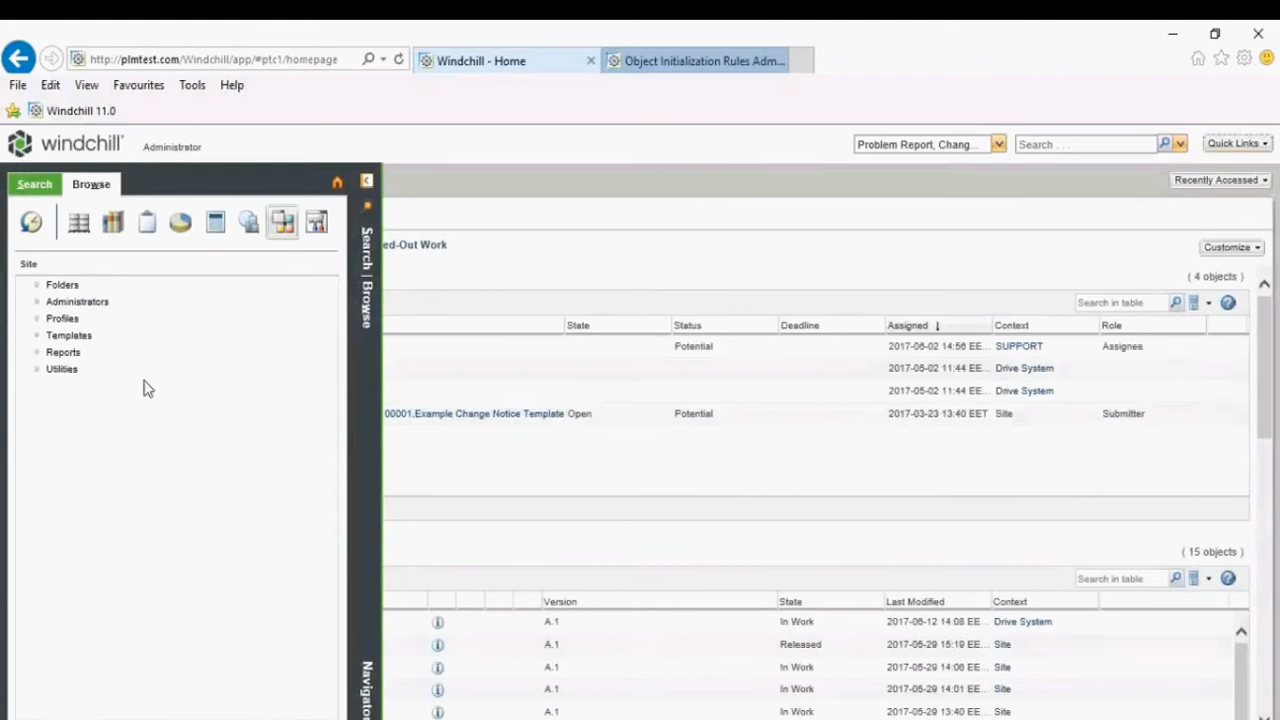 http://plmtest.com/Windchill/app/#ptc1/homepage
Windchill - Home
Object Initialization Rules Adm...
File Edit View Favourites Tools Help
Windchill 11.0
windchill
Administrator
Problem Report, Chang...
Search . . .
Quick Links
Search Browse
Recently Accessed
Site
Folders
Administrators
Profiles
Templates
Reports
Utilities
Search | Browse
Navigator
ed-Out Work
Customize
( 4 objects )
Search in table
State Status Deadline Assigned Context Role
Potential 2017-06-02 14:56 EE... SUPPORT Assignee
2017-05-02 11:44 EE... Drive System
2017-05-02 11:44 EE... Drive System
00001,Example Change Notice Template Open Potential 2017-03-23 13:40 EET Site Submitter
( 15 objects )
Search in table
Version State Last Modified Context
A.1 In Work 2017-06-12 14:08 EE... Drive System
A.1 Released 2017-05-29 15:19 EE... Site
A.1 In Work 2017-05-29 14:06 EE... Site
A.1 In Work 2017-05-29 14:01 EE... Site
A.1 In Work 2017-05-29 13:40 EE... Site